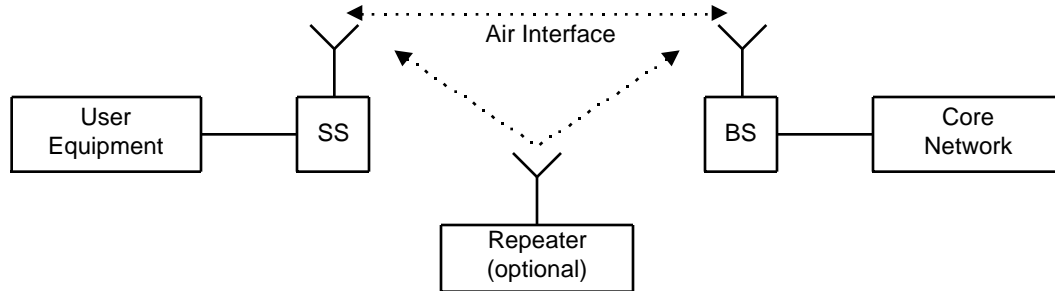 Air Interface
User
Equipment
SS
BS
Core
Network
Repeater
(optional)